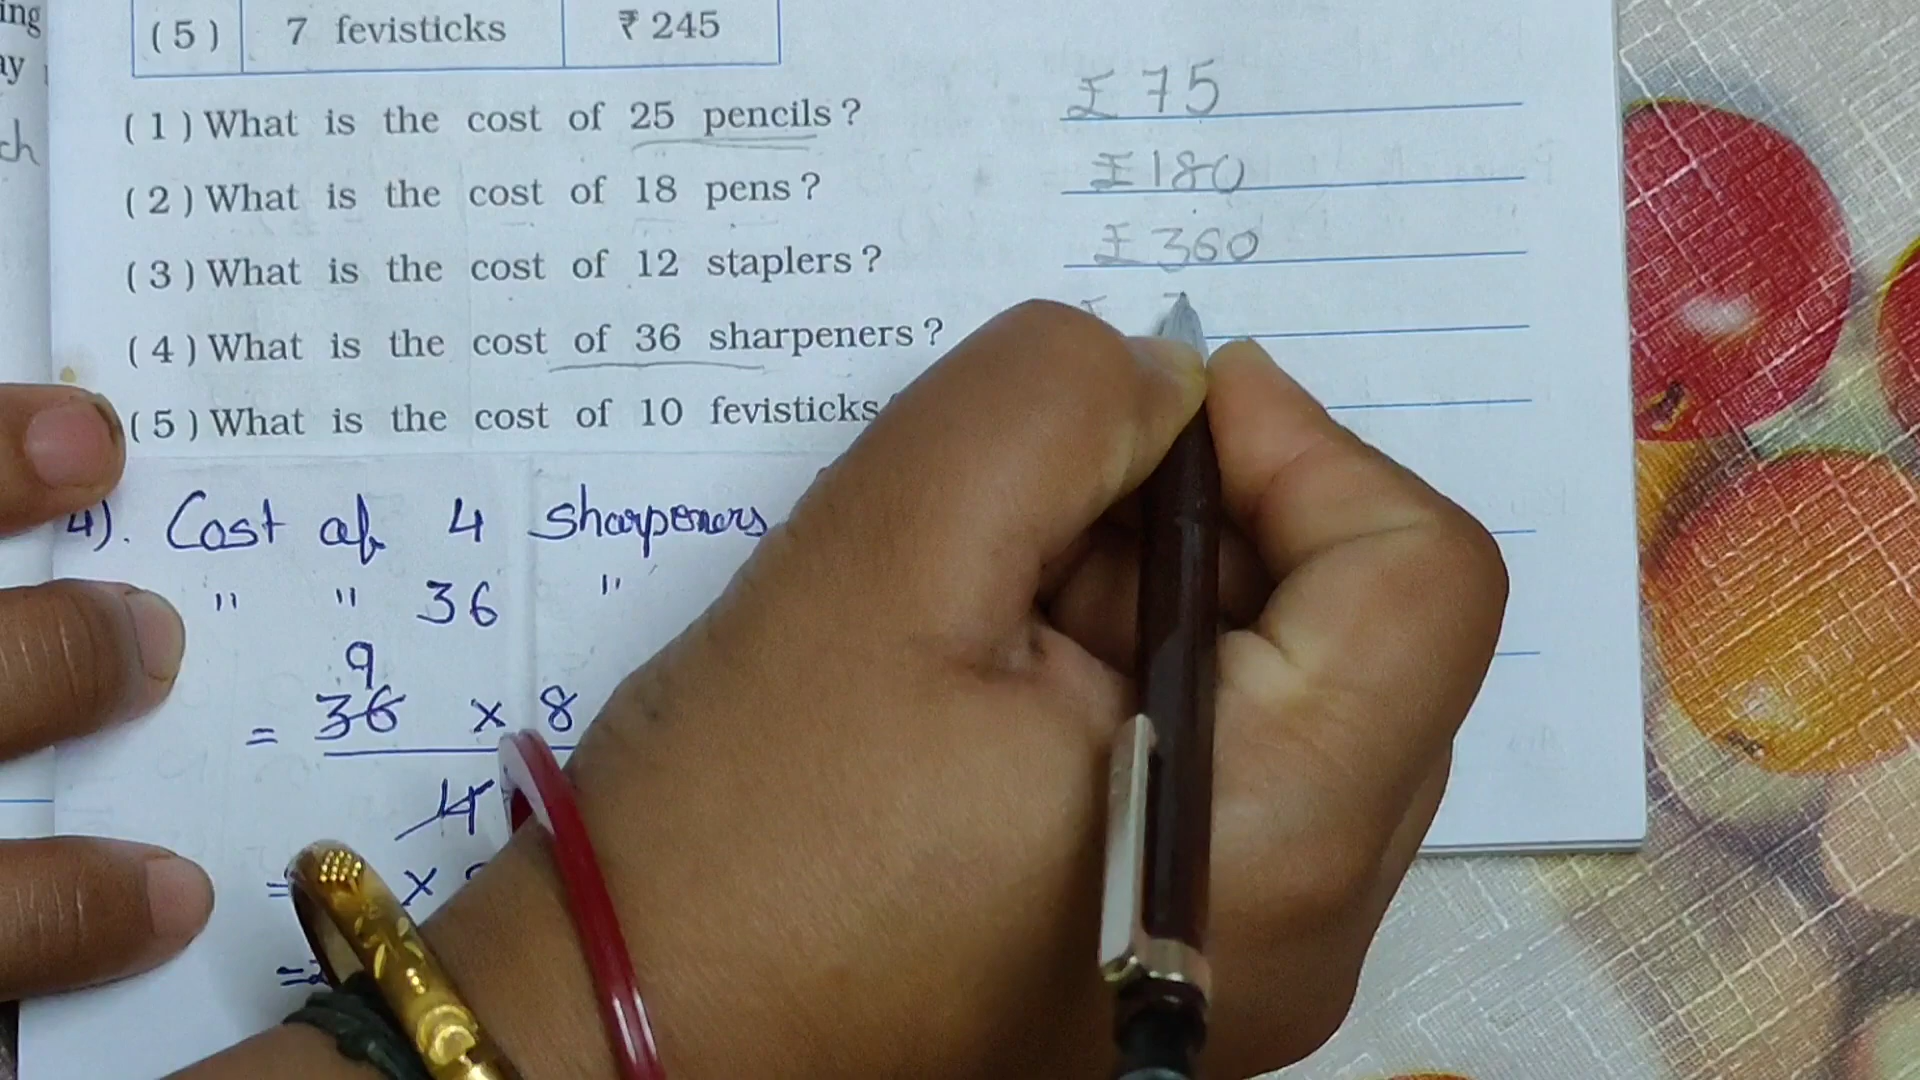 ing
(5) 7 fevisticks ₹ 245
(1) What is the cost of 25 pencils? ₹ 75
ch
(2) What is the cost of 18 pens? ₹ 180
(3) What is the cost of 12 staplers? ₹ 360
(4) What is the cost of 36 sharpeners? ₹
(5) What is the cost of 10 fevisticks
4). Cost of 4 sharpeners
" " 36 "
9
= 36 × 8
4
= ×
=